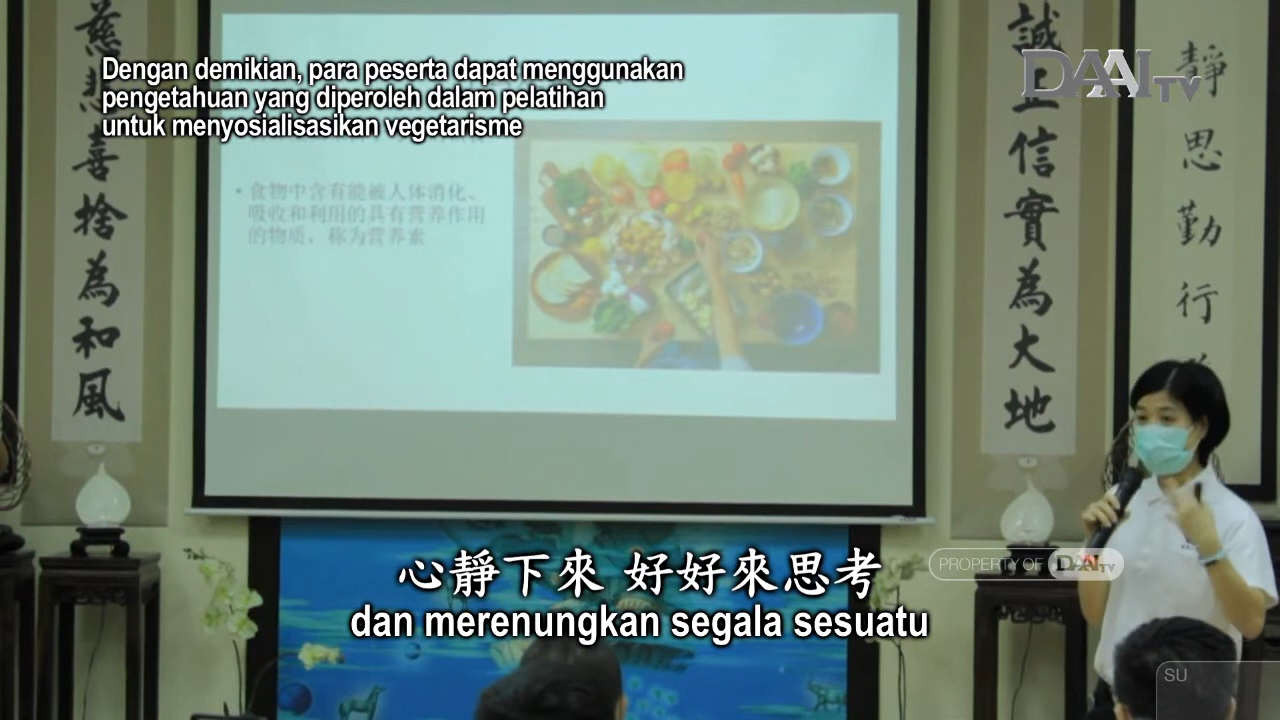 Dengan demikian, para peserta dapat menggunakan
pengetahuan yang diperoleh dalam pelatihan
untuk menyosialisasikan vegetarisme
DAAI TV
慈悲喜捨為和風
• 食物中含有能被人体消化、
吸收和利用的具有营养作用
的物质，称为营养素
誠正信實為大地
靜思勤行
心靜下來 好好來思考
dan merenungkan segala sesuatu
PROPERTY OF DAAI TV
SU